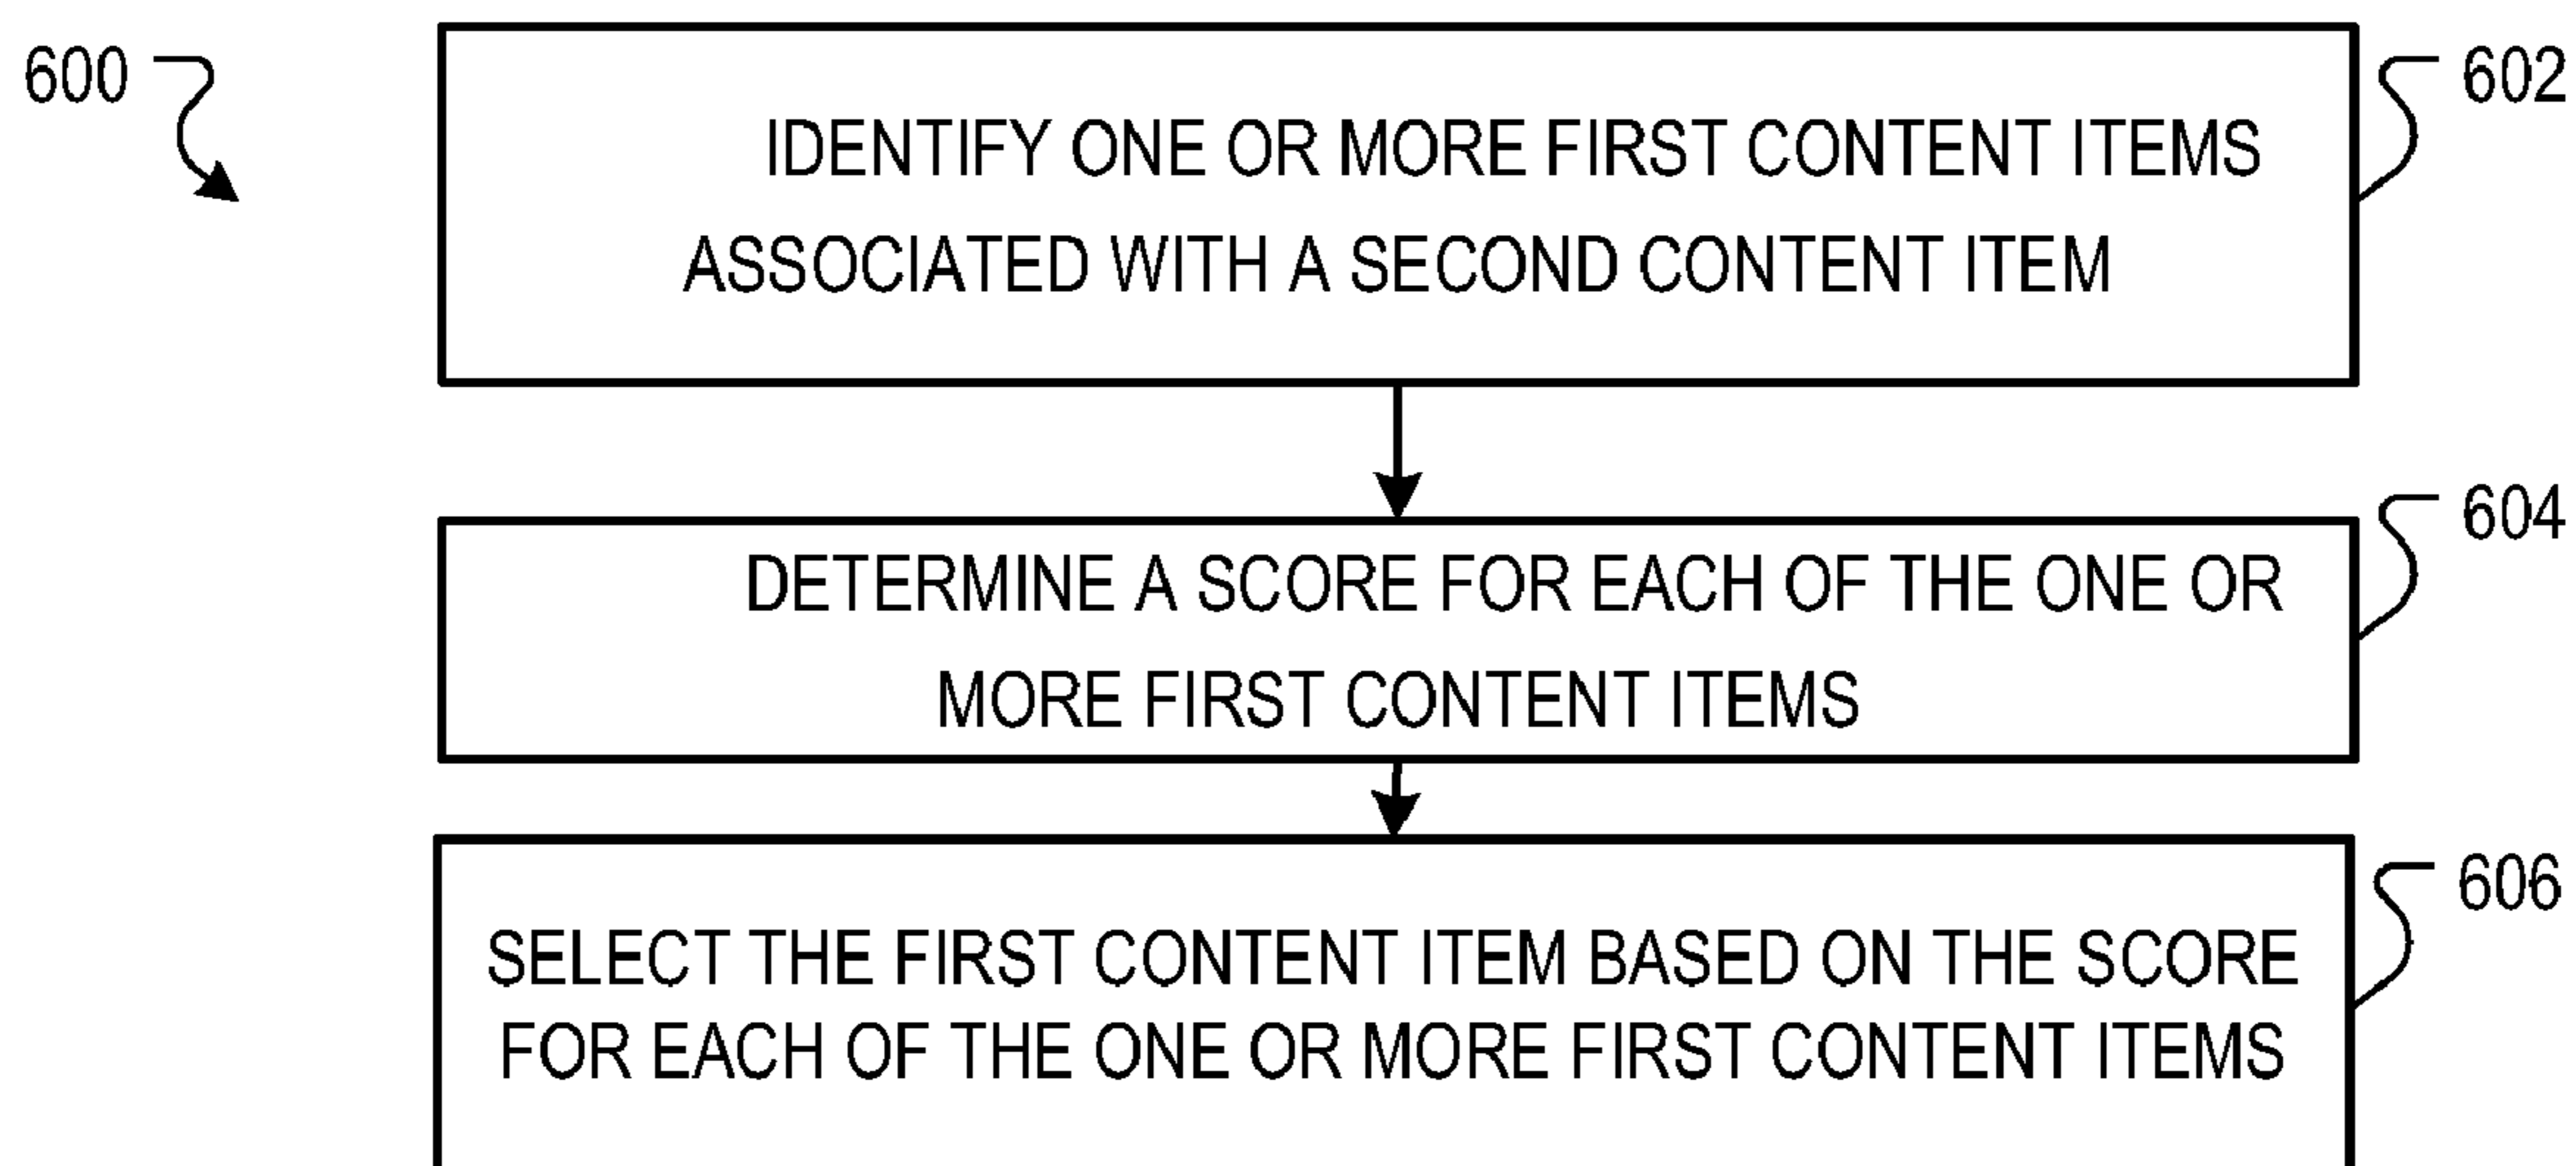 600
602
IDENTIFY ONE OR MORE FIRST CONTENT ITEMS
ASSOCIATED WITH A SECOND CONTENT ITEM
604
DETERMINE A SCORE FOR EACH OF THE ONE OR
MORE FIRST CONTENT ITEMS
606
SELECT THE FIRST CONTENT ITEM BASED ON THE SCORE
FOR EACH OF THE ONE OR MORE FIRST CONTENT ITEMS